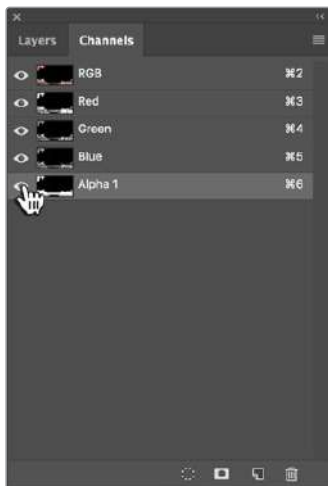 Layers Channels
RGB ⌘2
Red ⌘3
Green ⌘4
Blue ⌘5
Alpha 1 ⌘6